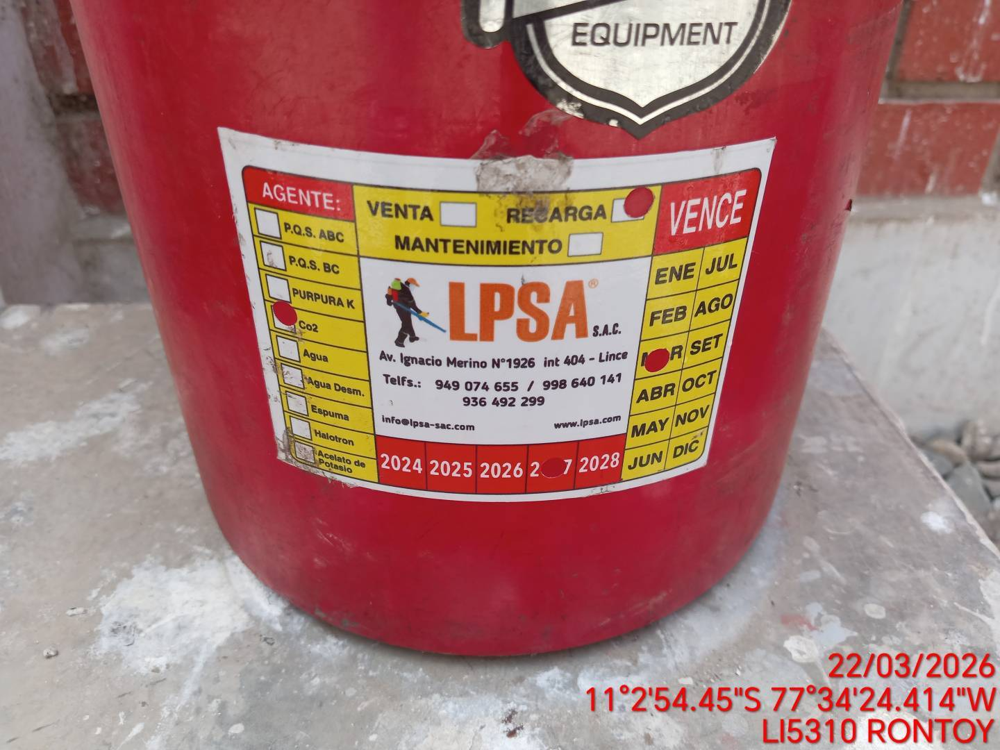 EQUIPMENT
AGENTE:
P.Q.S. ABC
P.Q.S. BC
PURPURA K
Co2
Agua
Agua Desm.
Espuma
Halotron
Acelato de
Potasio
VENTA RECARGA
MANTENIMIENTO
LPSA®
S.A.C.
Av. Ignacio Merino N°1926 int 404 - Lince
Telfs.: 949 074 655 / 998 640 141
936 492 299
info@lpsa-sac.com www.lpsa.com
2024 2025 2026 2028
VENCE
ENE JUL
FEB AGO
SET
ABR OCT
MAY NOV
JUN DIC
22/03/2026
11°2'54.45"S 77°34'24.414"W
LI5310 RONTOY